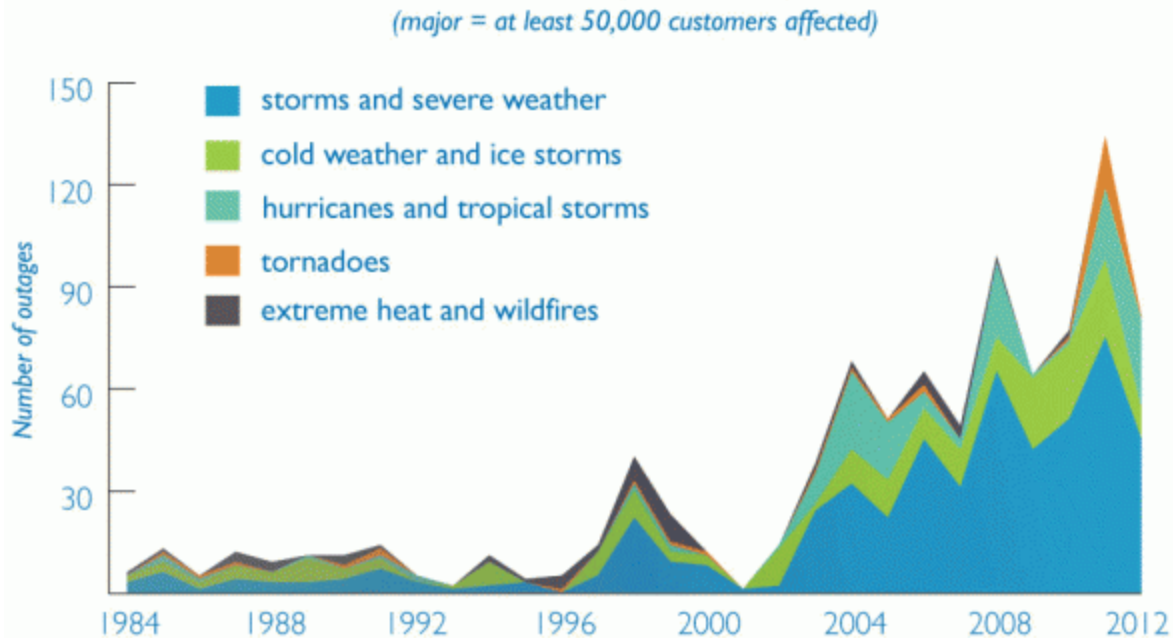 (major = at least 50,000 customers affected)
150
120
90
60
30
Number of outages
storms and severe weather
cold weather and ice storms
hurricanes and tropical storms
tornadoes
extreme heat and wildfires
1984 1988 1992 1996 2000 2004 2008 2012